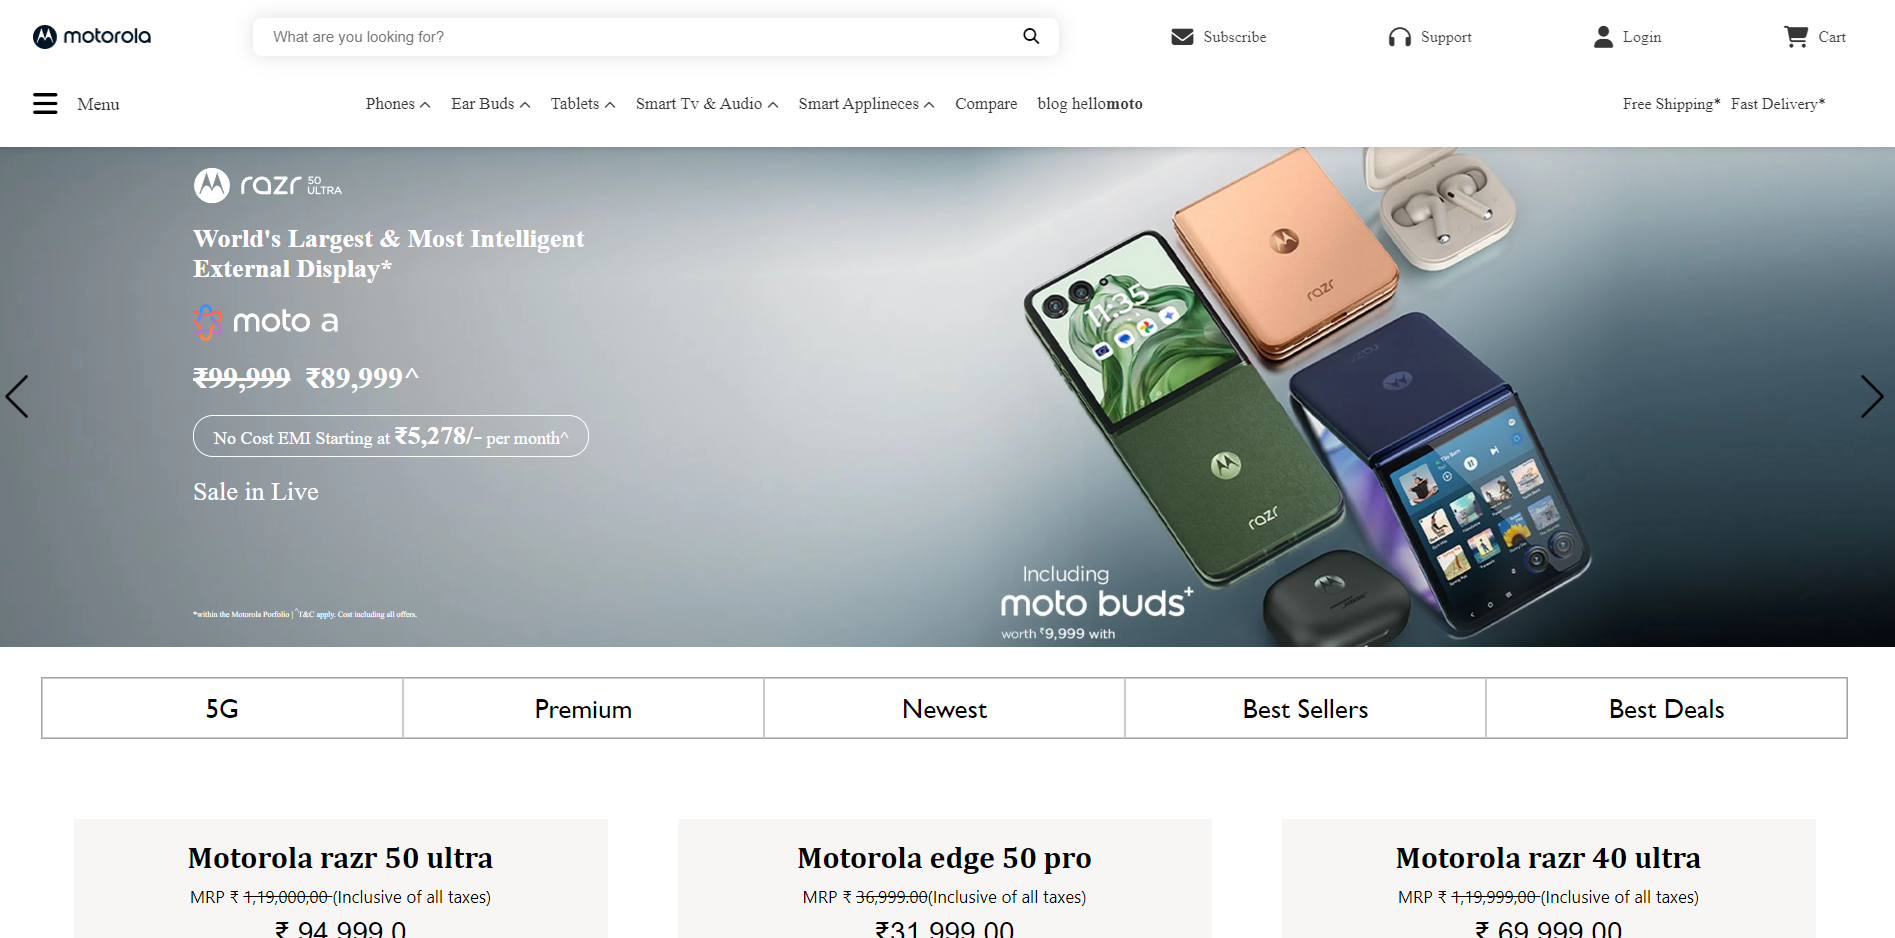 motorola
What are you looking for?
Subscribe
Support
Login
Cart
Menu
Phones
Ear Buds
Tablets
Smart Tv & Audio
Smart Applineces
Compare
blog hellomoto
Free Shipping* Fast Delivery*
razr 50 ULTRA
World's Largest & Most Intelligent
External Display*
moto a
₹99,999 ₹89,999^
No Cost EMI Starting at ₹5,278/- per month^
Sale in Live
*within the Motorola Porfolio | ^T&C apply. Cost including all offers.
11:35
razr
razr
razr
Including
moto buds+
worth ₹9,999 with
5G
Premium
Newest
Best Sellers
Best Deals
Motorola razr 50 ultra
MRP ₹ 1,19,000,00 (Inclusive of all taxes)
₹ 94,999.0
Motorola edge 50 pro
MRP ₹ 36,999.00(Inclusive of all taxes)
₹31,999.00
Motorola razr 40 ultra
MRP ₹ 1,19,999,00 (Inclusive of all taxes)
₹ 69,999.00